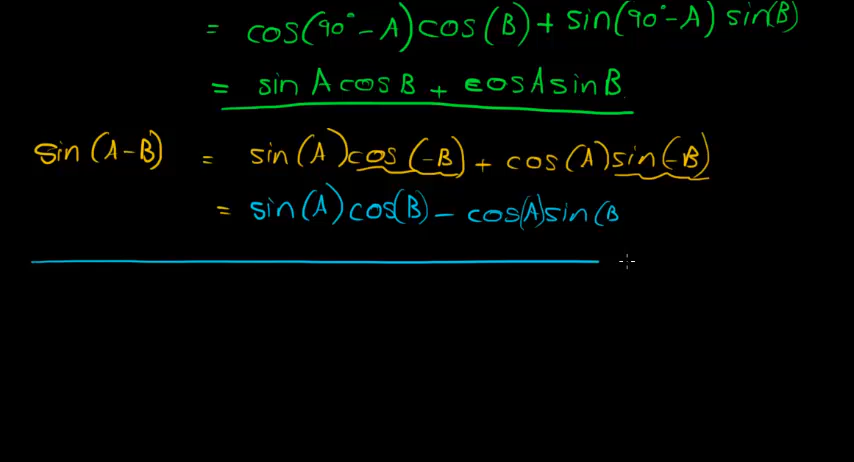 = cos(90° - A)cos(B) + sin(90° - A) sin(B)
= sin A cos B + cos A sin B
sin (A-B) = sin(A)cos(-B) + cos(A)sin(-B)
= sin(A)cos(B) - cos(A)sin(B